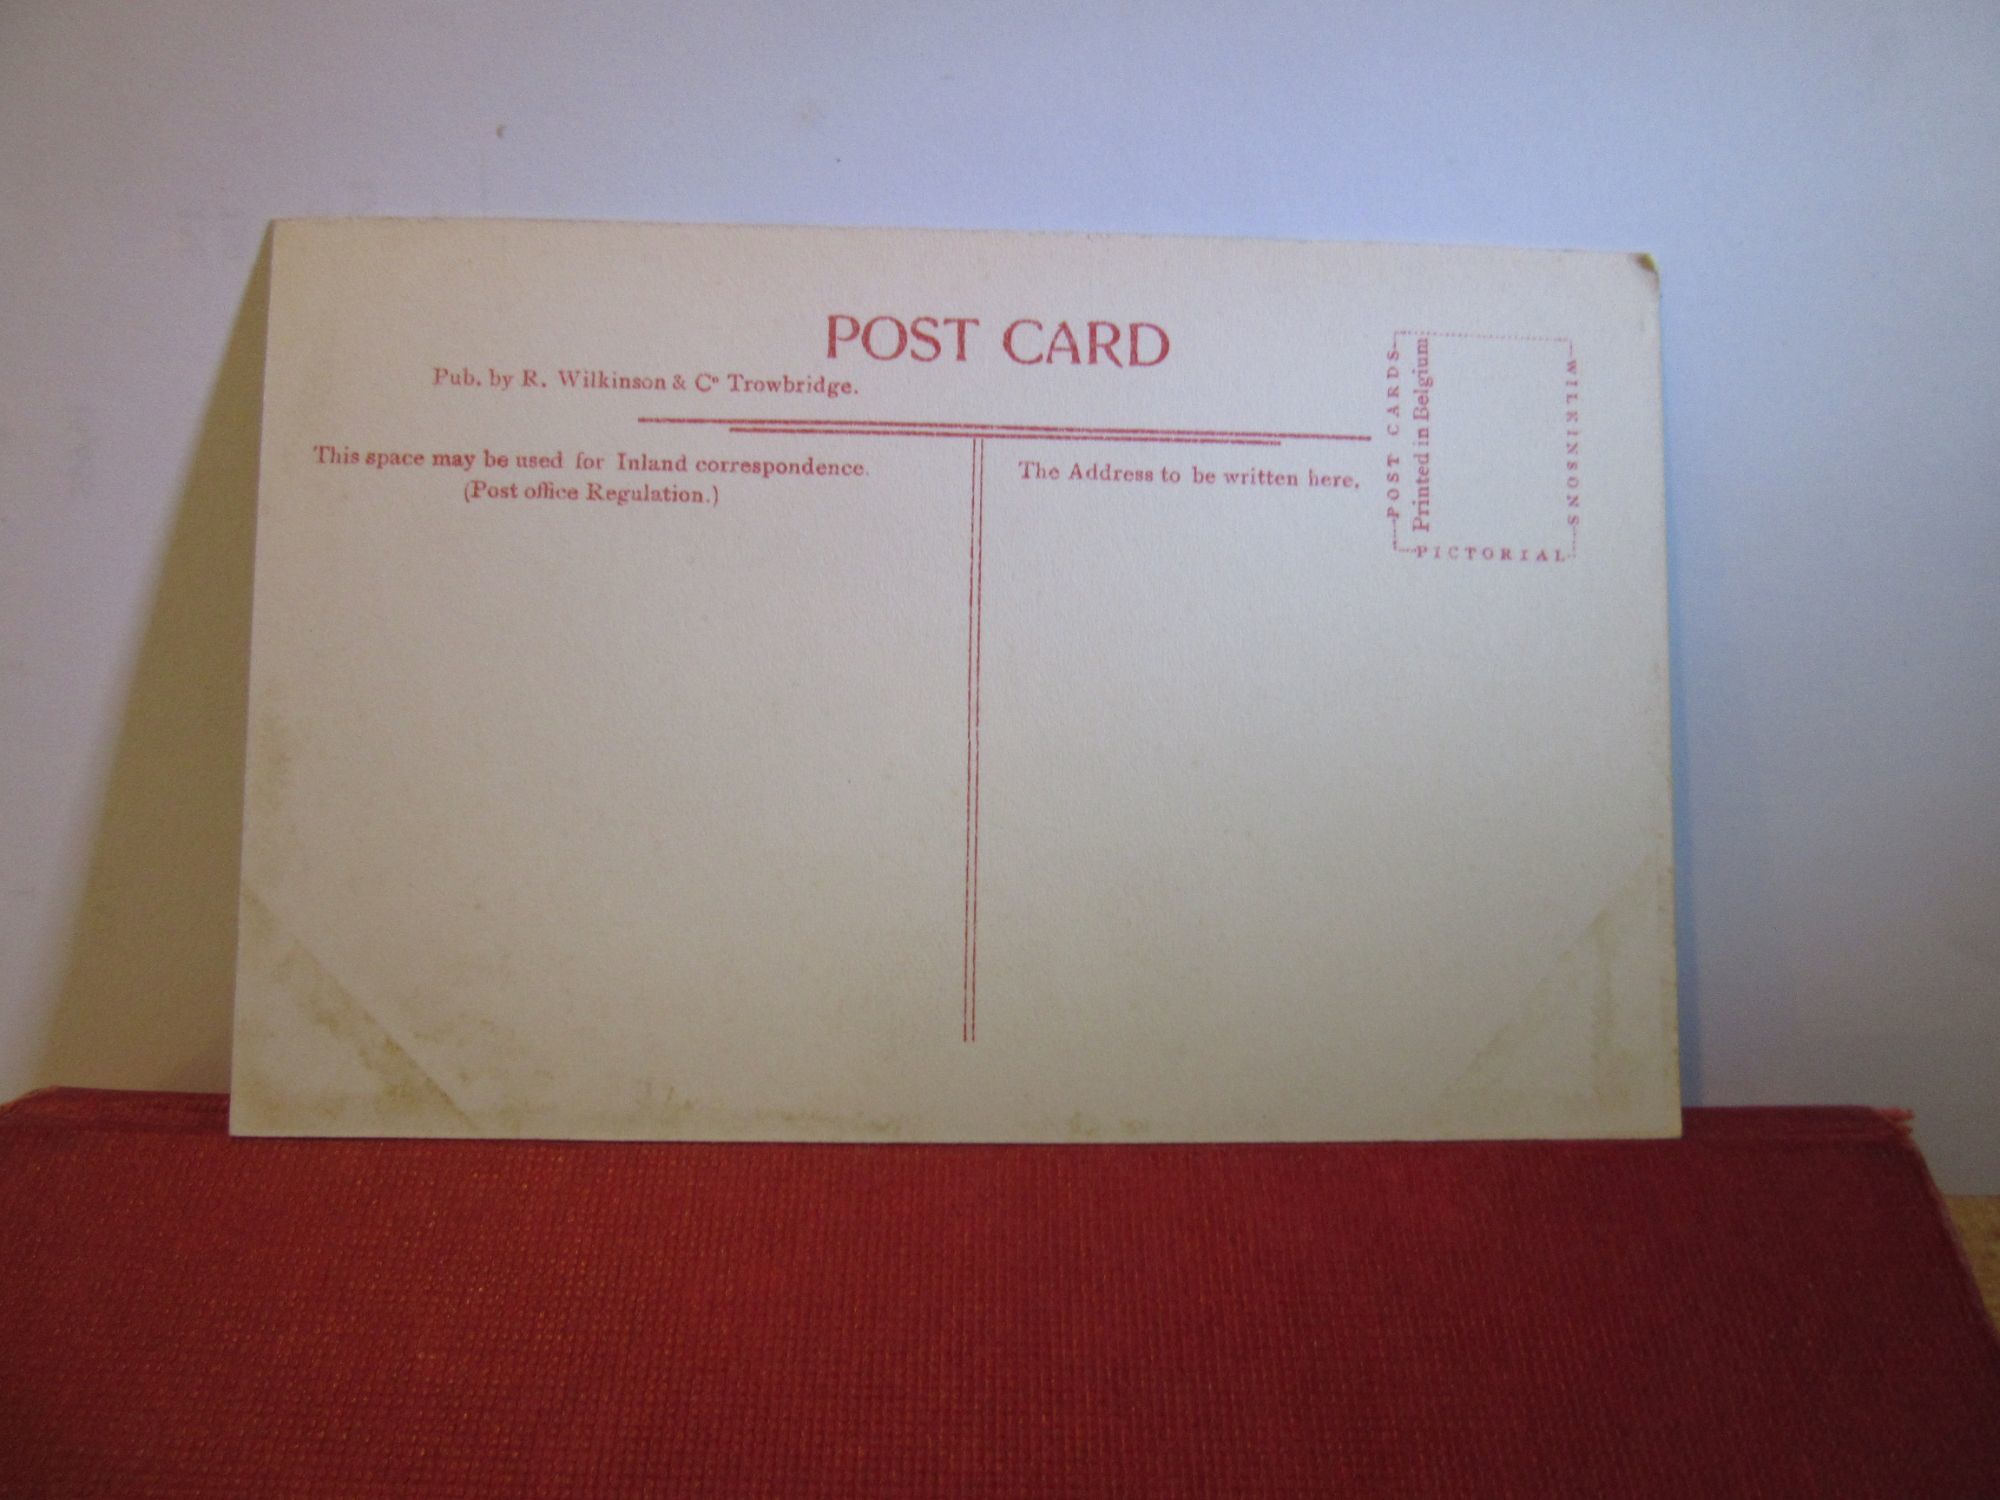 POST CARD
Pub. by R. Wilkinson & Co Trowbridge.
This space may be used for Inland correspondence.
(Post office Regulation.)
The Address to be written here.
WILKINSONS
PICTORIAL
POST CARDS
Printed in Belgium